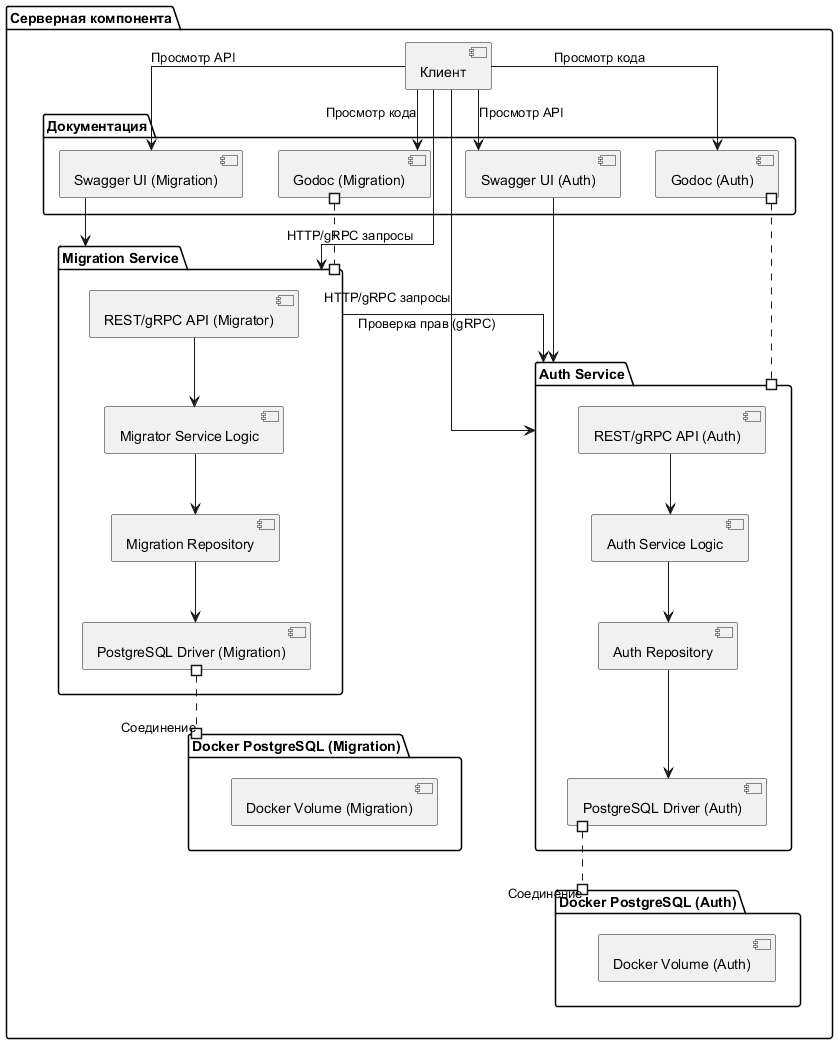 Серверная компонента
Клиент
Просмотр API
Просмотр кода
Просмотр кода
Просмотр API
Документация
Swagger UI (Migration)
Godoc (Migration)
Swagger UI (Auth)
Godoc (Auth)
HTTP/gRPC запросы
Migration Service
HTTP/gRPC запросы
REST/gRPC API (Migrator)
Проверка прав (gRPC)
Auth Service
Migrator Service Logic
REST/gRPC API (Auth)
Migration Repository
Auth Service Logic
PostgreSQL Driver (Migration)
Auth Repository
Соединение
Docker PostgreSQL (Migration)
Docker Volume (Migration)
PostgreSQL Driver (Auth)
Соединение
Docker PostgreSQL (Auth)
Docker Volume (Auth)